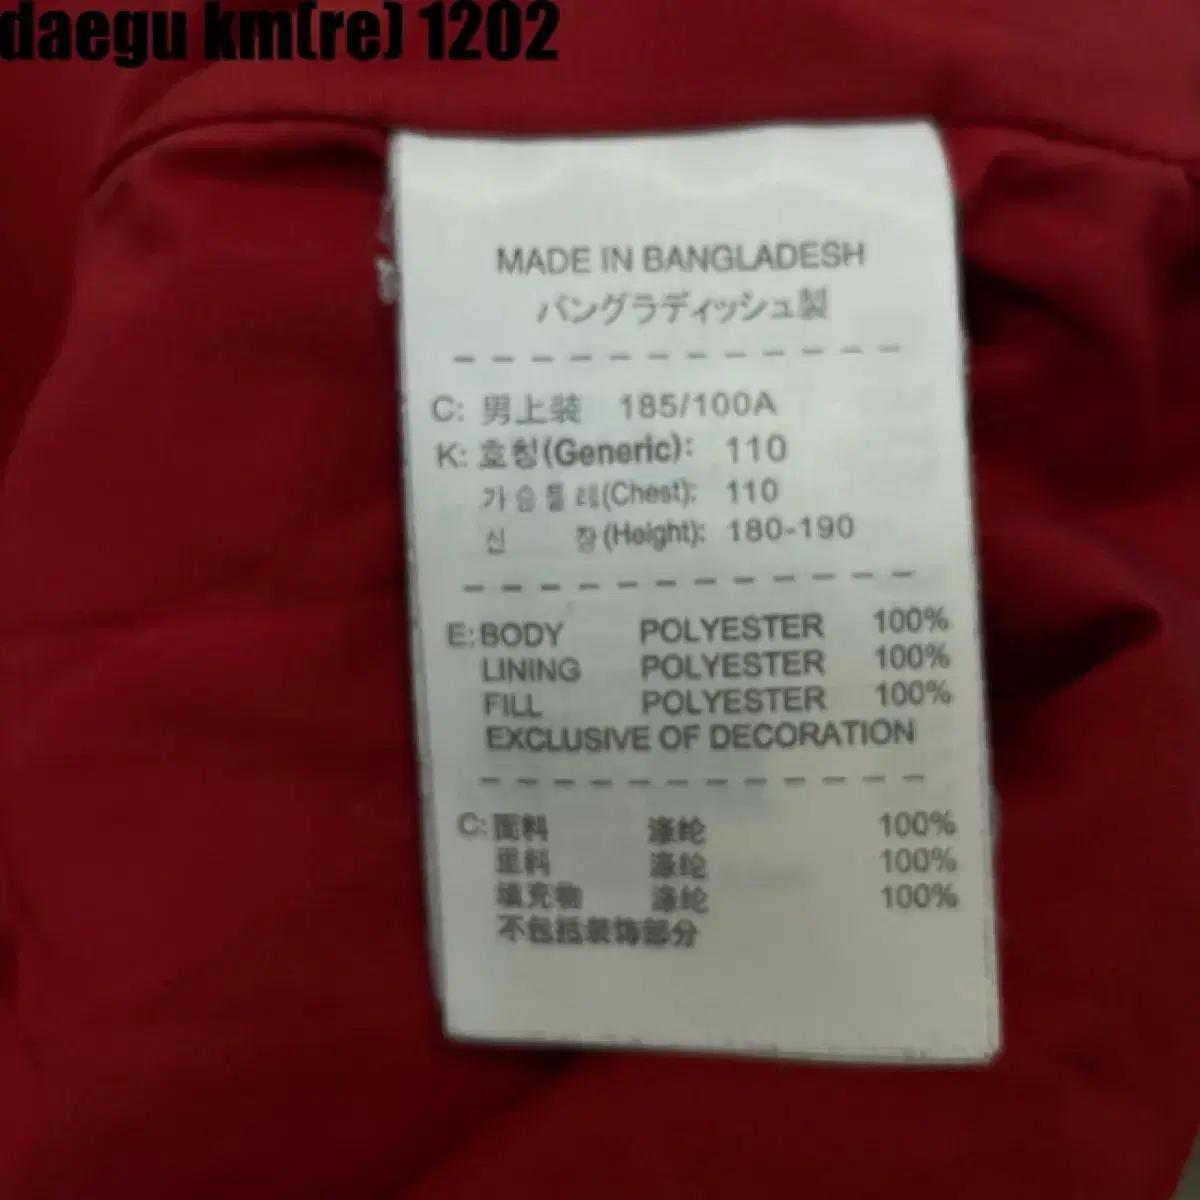 daegu km(re) 1202
MADE IN BANGLADESH
バングラディッシュ製
C: 男上装 185/100A
K: 호칭(Generic): 110
가슴둘레(Chest): 110
신 장(Height): 180-190
E: BODY POLYESTER 100%
LINING POLYESTER 100%
FILL POLYESTER 100%
EXCLUSIVE OF DECORATION
C: 面料 涤纶 100%
里料 涤纶 100%
填充物 涤纶 100%
不包括装饰部分